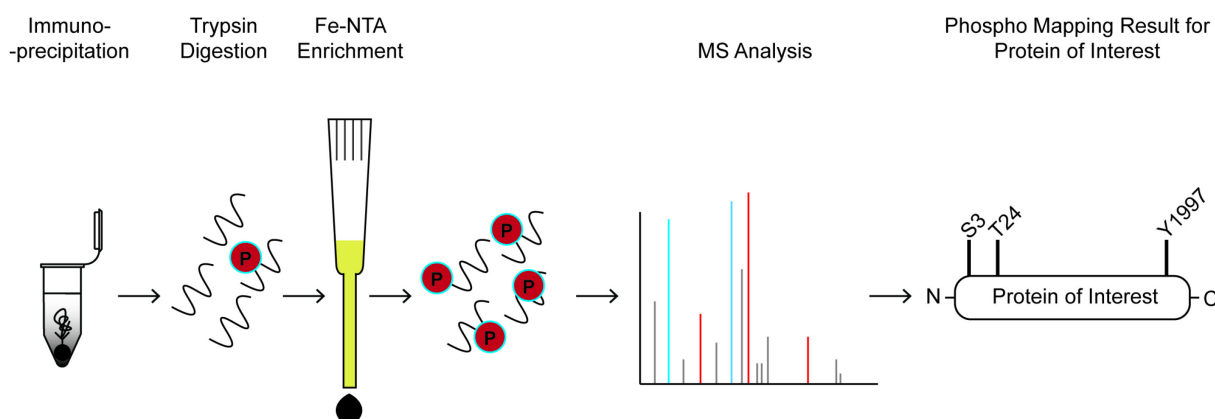 Immuno-
-precipitation
Trypsin
Digestion
Fe-NTA
Enrichment
MS Analysis
Phospho Mapping Result for
Protein of Interest
P
P
P
P
P
S3
T24
Y1997
N
Protein of Interest
C